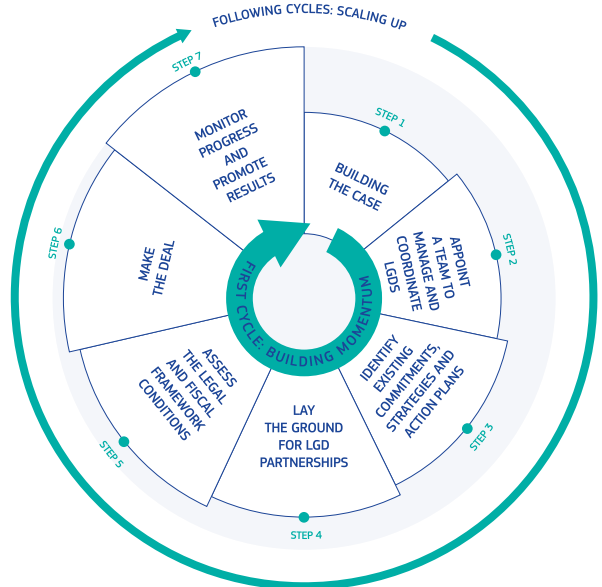 FOLLOWING CYCLES: SCALING UP
STEP 1
BUILDING
THE CASE
STEP 2
APPOINT
A TEAM TO
MANAGE AND
COORDINATE
LGDS
STEP 3
IDENTIFY
EXISTING
COMMITMENTS,
STRATEGIES AND
ACTION PLANS
STEP 4
LAY
THE GROUND
FOR LGD
PARTNERSHIPS
STEP 5
ASSESS
THE LEGAL
AND FISCAL
FRAMEWORK
CONDITIONS
STEP 6
MAKE
THE DEAL
STEP 7
MONITOR
PROGRESS
AND
PROMOTE
RESULTS
FIRST CYCLE: BUILDING MOMENTUM